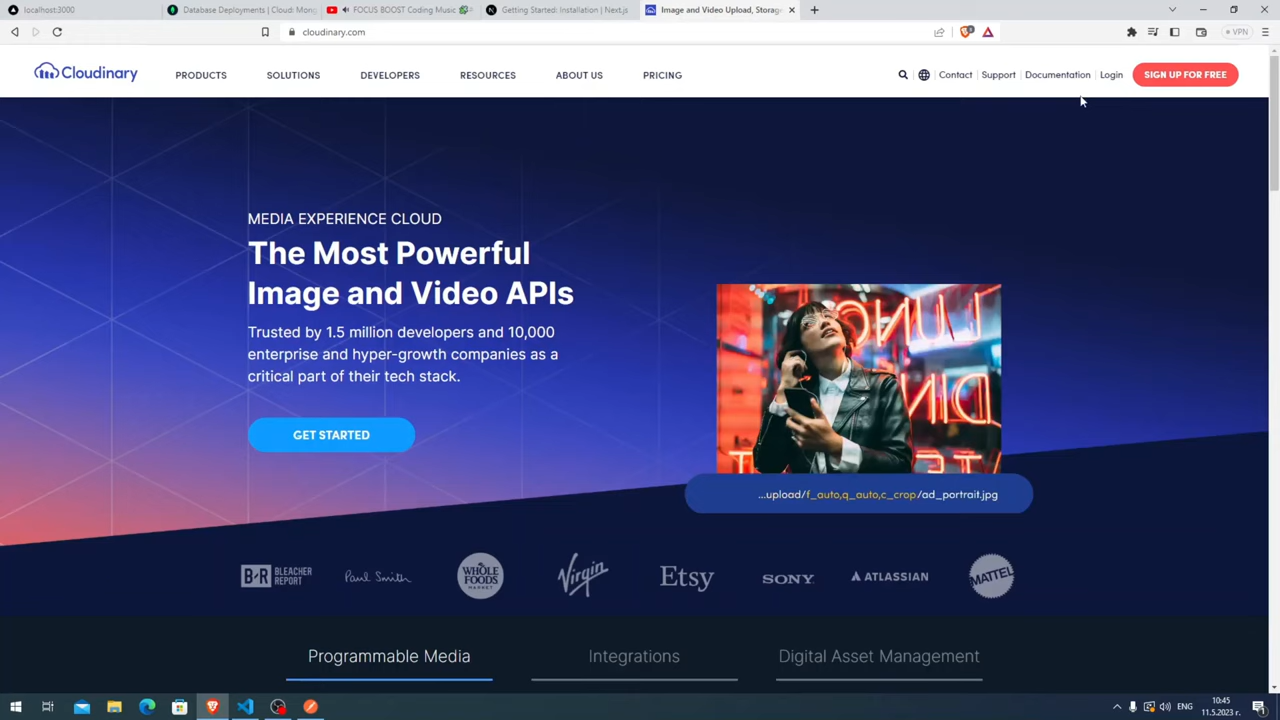 localhost:3000
Database Deployments | Cloud: Mong
FOCUS BOOST Coding Music
Getting Started: Installation | Next.js
Image and Video Upload, Storage
cloudinary.com
VPN
Cloudinary
PRODUCTS
SOLUTIONS
DEVELOPERS
RESOURCES
ABOUT US
PRICING
Contact
Support
Documentation
Login
SIGN UP FOR FREE
MEDIA EXPERIENCE CLOUD
The Most Powerful
Image and Video APIs
Trusted by 1.5 million developers and 10,000
enterprise and hyper-growth companies as a
critical part of their tech stack.
GET STARTED
...upload/f_auto,q_auto,c_crop/ad_portrait.jpg
B/R BLEACHER
REPORT
Paul Smith
WHOLE
FOODS
MARKET
Virgin
Etsy
SONY
ATLASSIAN
MATTEL
Programmable Media
Integrations
Digital Asset Management
ENG
10:45
11.5.2023 г.